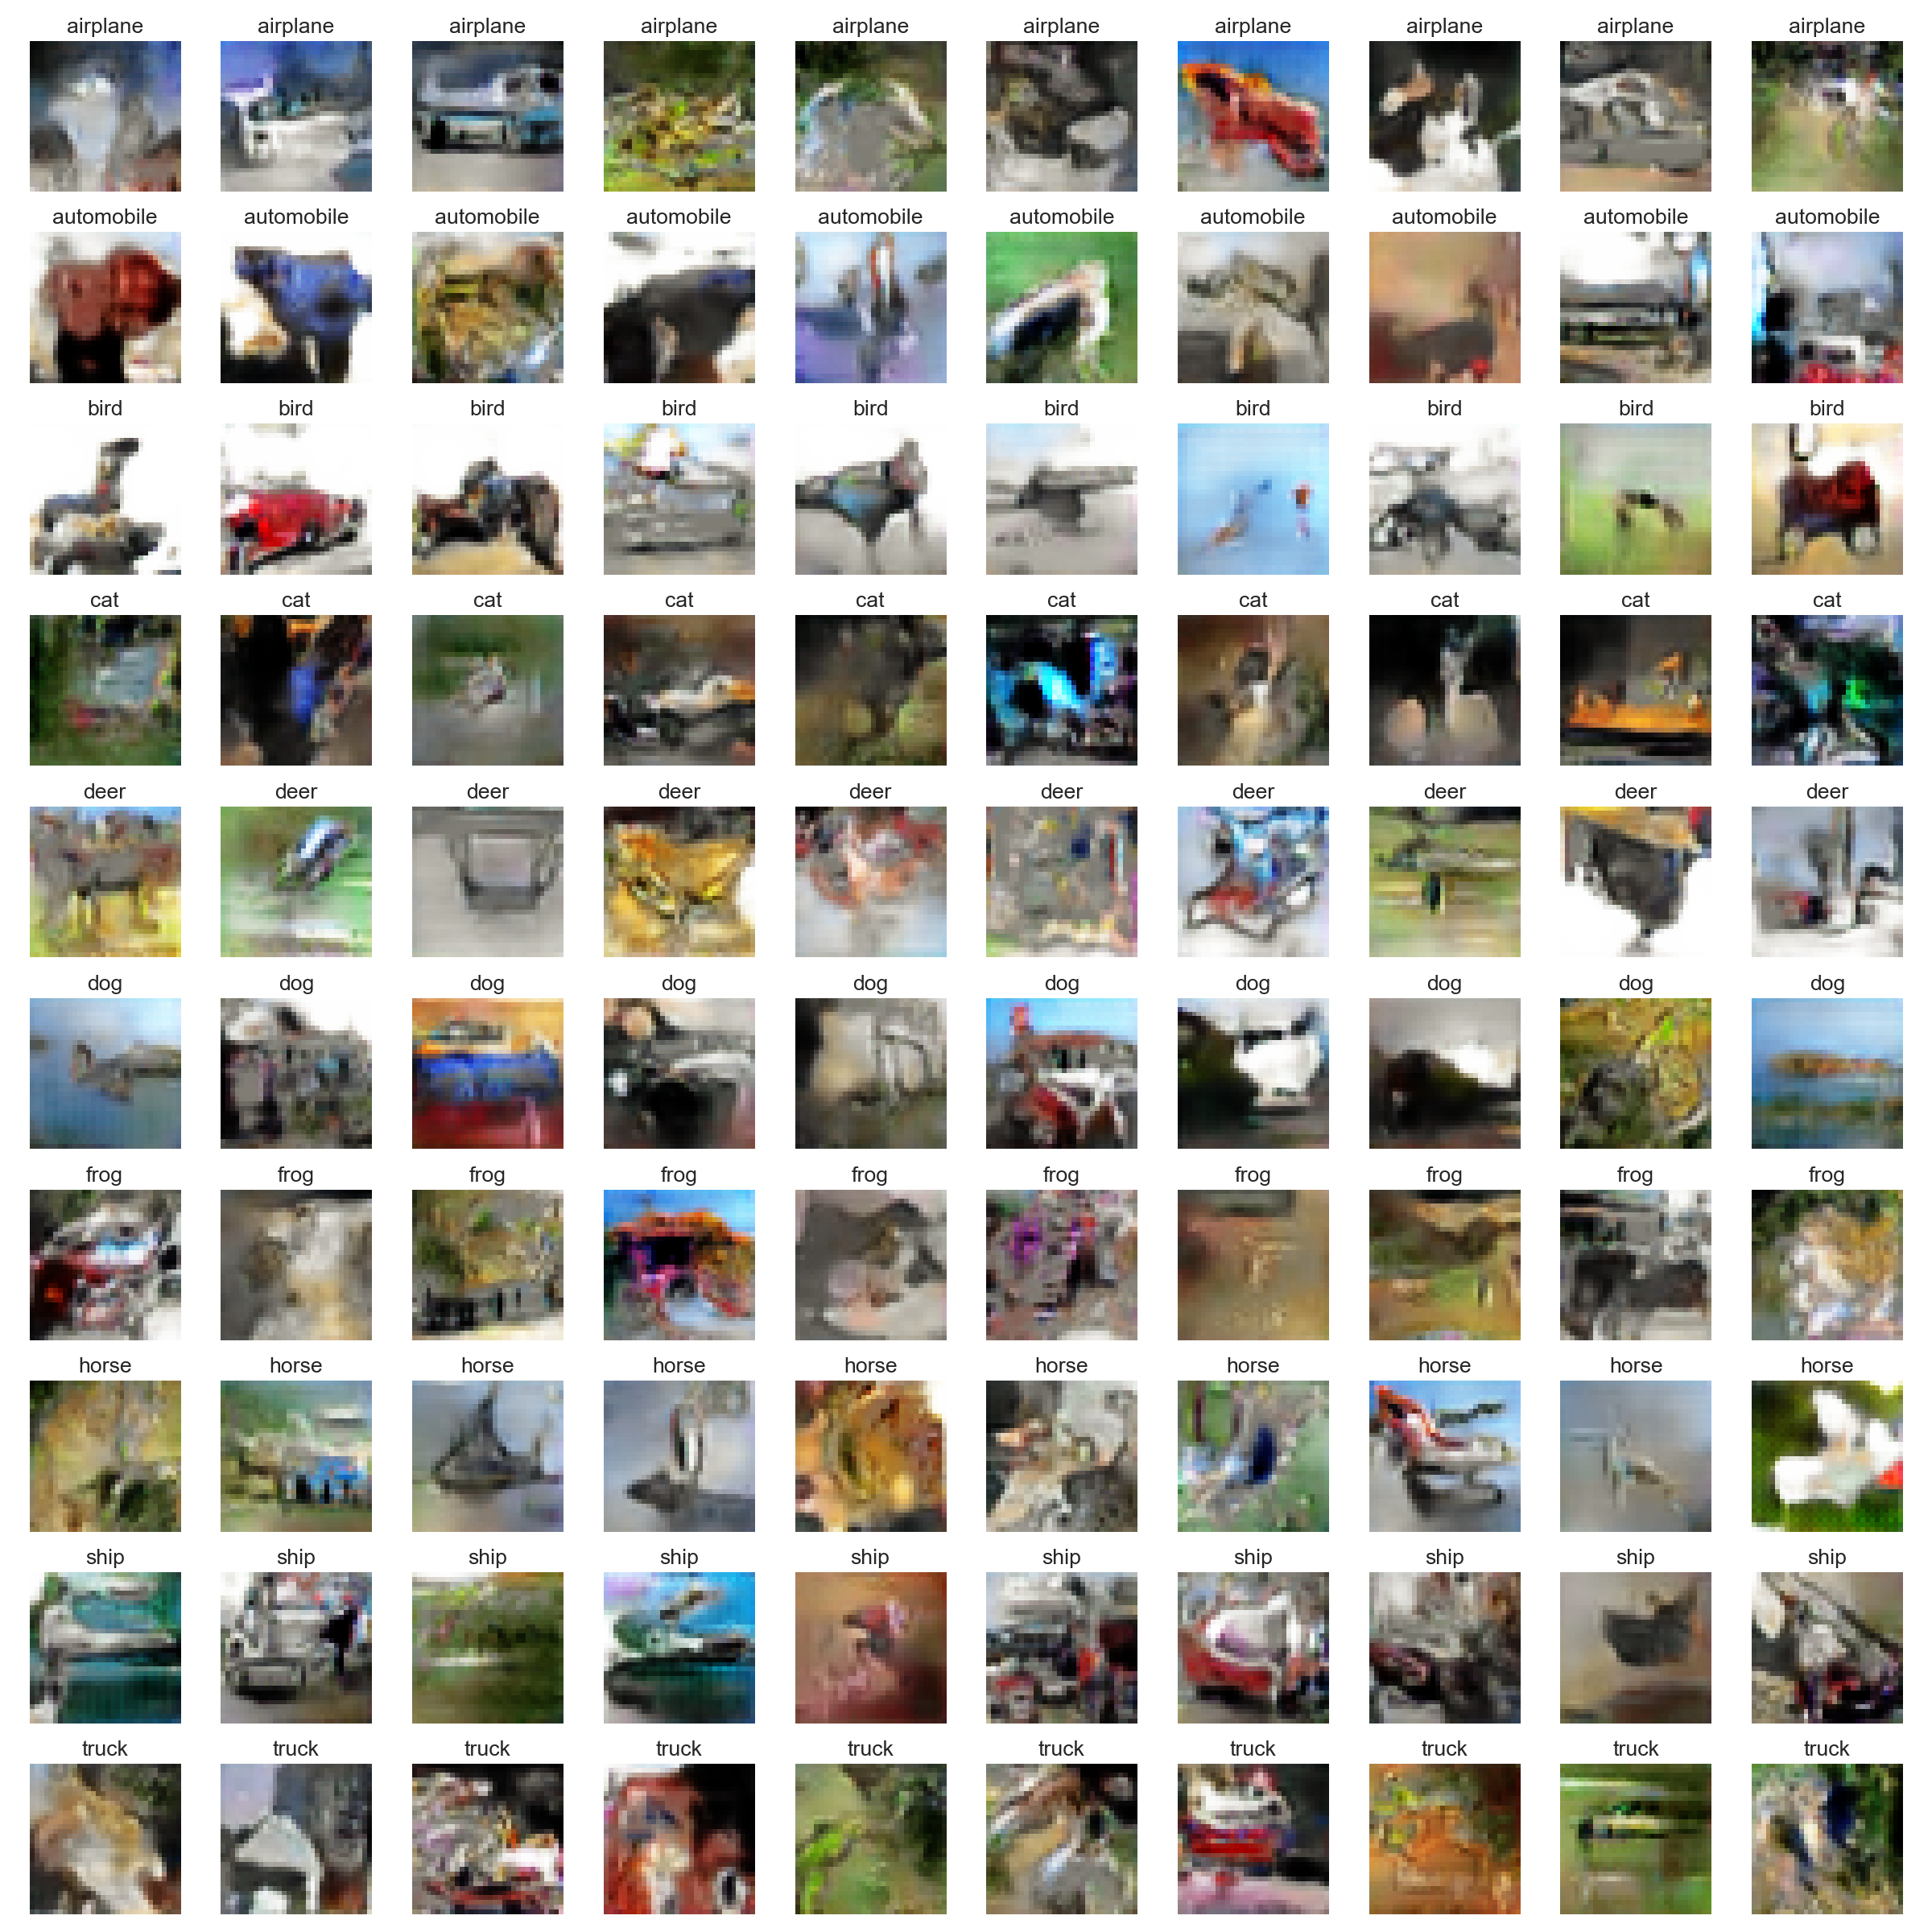 airplane airplane airplane airplane airplane airplane airplane airplane airplane airplane
automobile automobile automobile automobile automobile automobile automobile automobile automobile automobile
bird bird bird bird bird bird bird bird bird bird
cat cat cat cat cat cat cat cat cat cat
deer deer deer deer deer deer deer deer deer deer
dog dog dog dog dog dog dog dog dog dog
frog frog frog frog frog frog frog frog frog frog
horse horse horse horse horse horse horse horse horse horse
ship ship ship ship ship ship ship ship ship ship
truck truck truck truck truck truck truck truck truck truck